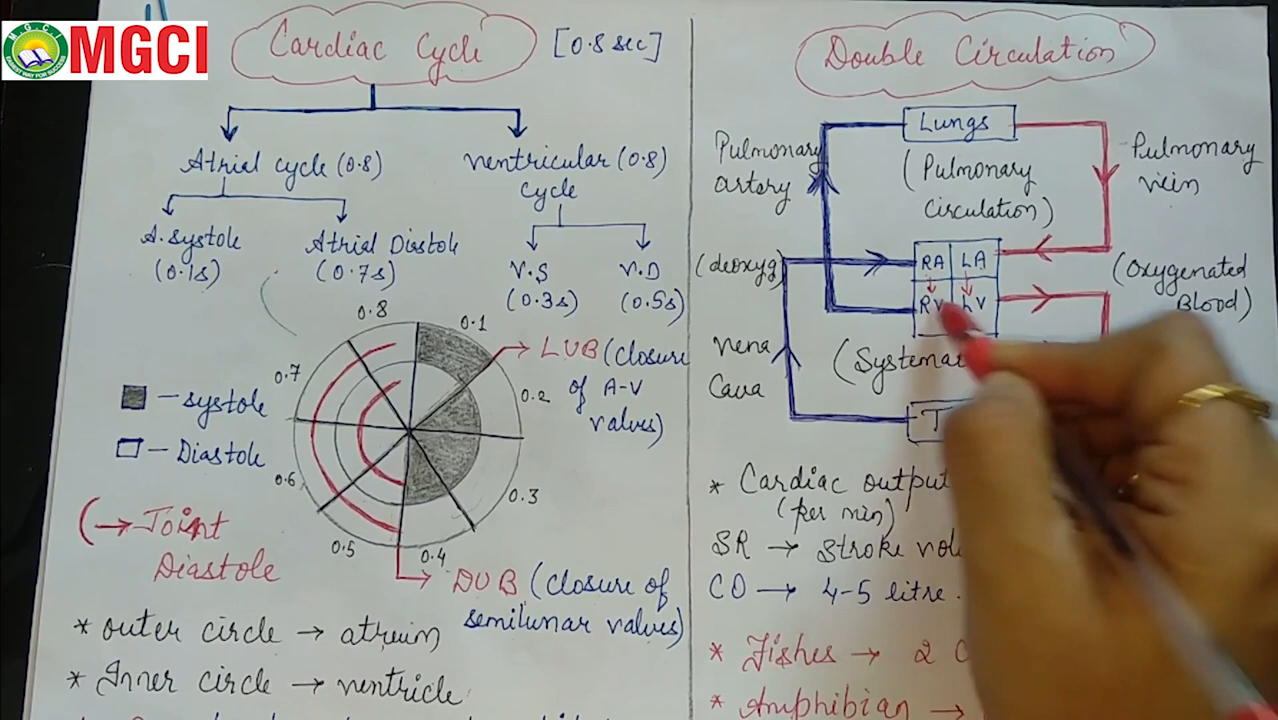 MGCI
Cardiac Cycle
[0.8 sec]
Atrial cycle (0.8)
ventricular (0.8)
cycle
A. systole
(0.1s)
Atrial Diastole
(0.7s)
V.S
(0.3s)
V.D
(0.5s)
0.1
0.2
0.3
0.4
0.5
0.6
0.7
0.8
LUB (closure
of A-V
valves)
- systole
- Diastole
(→ Joint
Diastole
DUB (closure of
semilunar valves)
* outer circle → atreium
* Inner circle → ventricle
Double Circulation
Lungs
(Pulmonary
Circulation)
Pulmonary
artery
Pulmonary
vein
(deoxyg)
RA LA
RV LV
(Oxygenated
Blood)
vena
Cava
* Cardiac output
(per min)
SR → stroke
CO → 4-5 litre.
* Fishes → 2
* Amphibian →